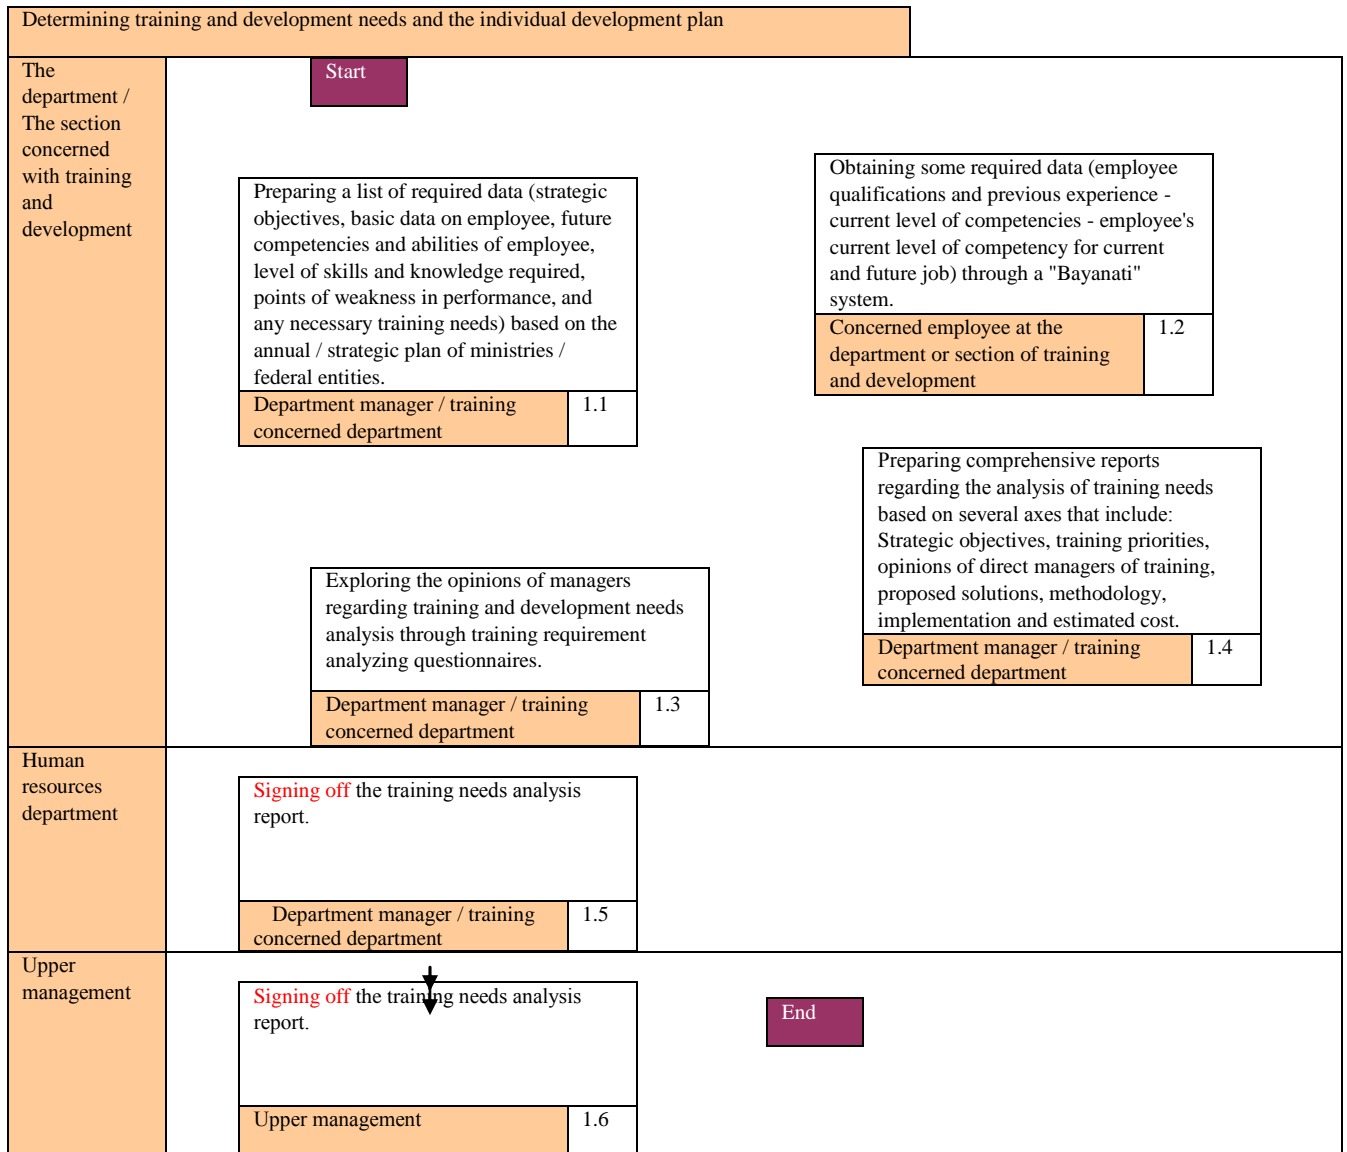 Determining training and development needs and the individual development plan
The
department /
The section
concerned
with training
and
development
Start
Preparing a list of required data (strategic
objectives, basic data on employee, future
competencies and abilities of employee,
level of skills and knowledge required,
points of weakness in performance, and
any necessary training needs) based on the
annual / strategic plan of ministries /
federal entities.
Department manager / training
concerned department
1.1
Obtaining some required data (employee
qualifications and previous experience -
current level of competencies - employee's
current level of competency for current
and future job) through a "Bayanati"
system.
Concerned employee at the
department or section of training
and development
1.2
Exploring the opinions of managers
regarding training and development needs
analysis through training requirement
analyzing questionnaires.
Department manager / training
concerned department
1.3
Preparing comprehensive reports
regarding the analysis of training needs
based on several axes that include:
Strategic objectives, training priorities,
opinions of direct managers of training,
proposed solutions, methodology,
implementation and estimated cost.
Department manager / training
concerned department
1.4
Human
resources
department
Signing off the training needs analysis
report.
Department manager / training
concerned department
1.5
Upper
management
Signing off the training needs analysis
report.
Upper management
1.6
End